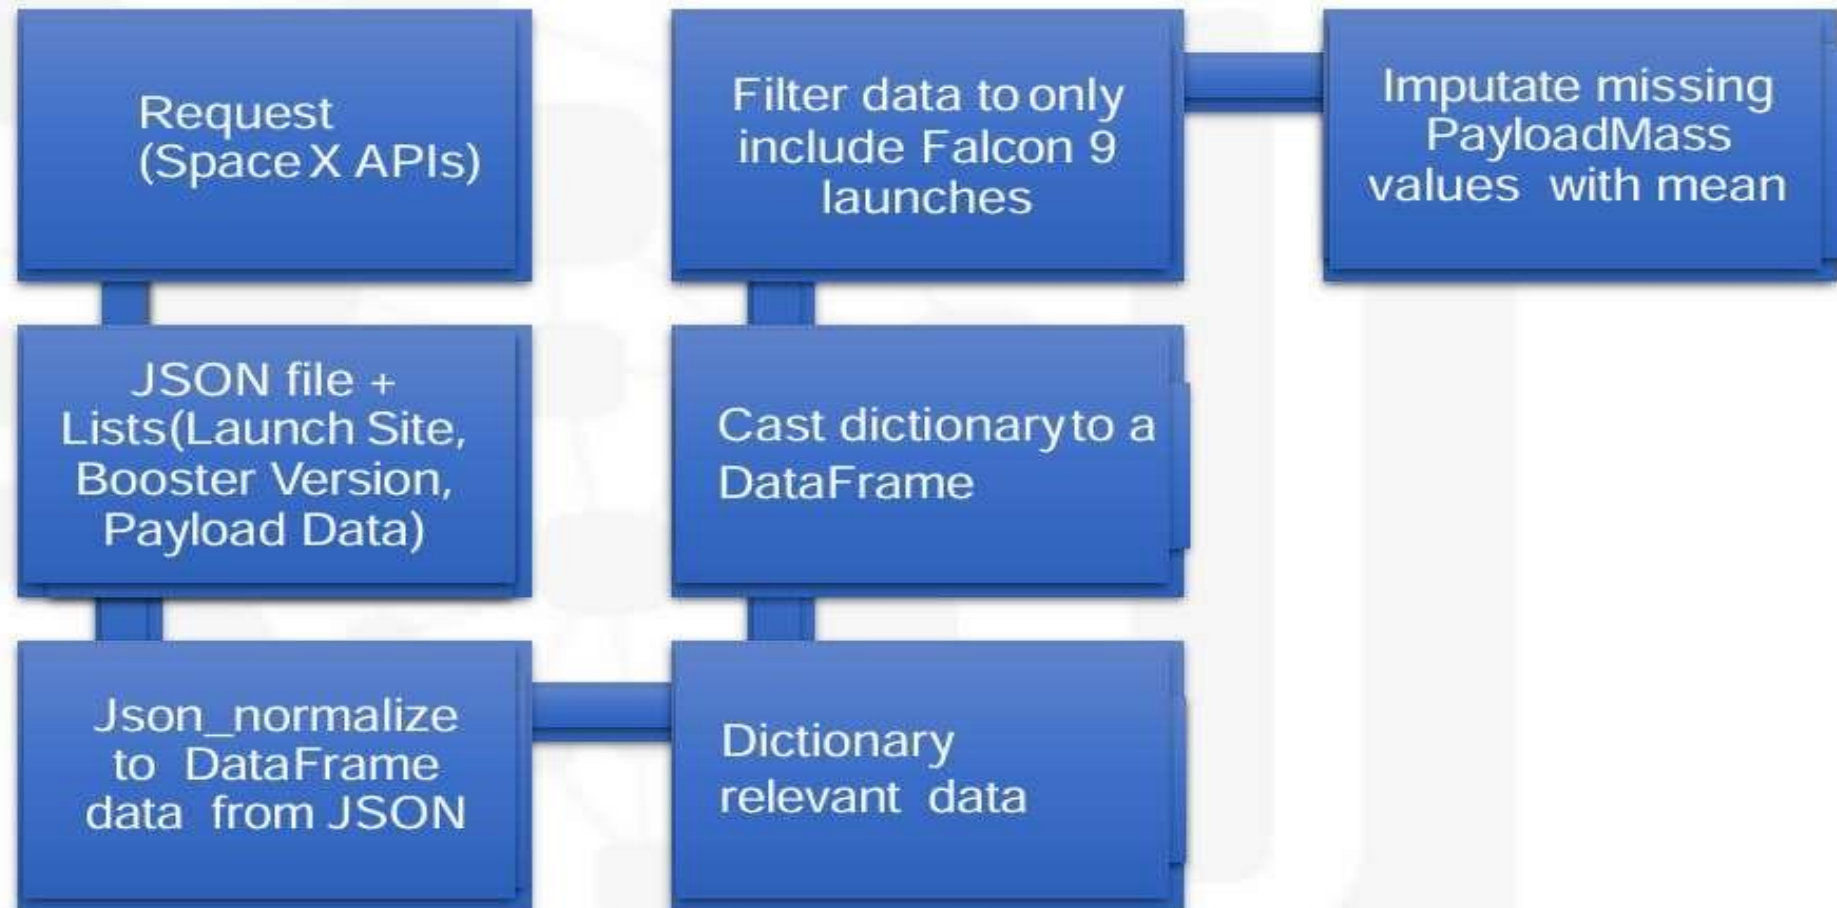 Request
(Space X APIs)
JSON file +
Lists(Launch Site,
Booster Version,
Payload Data)
Json_normalize
to DataFrame
data from JSON
Dictionary
relevant data
Cast dictionary to a
DataFrame
Filter data to only
include Falcon 9
launches
Imputate missing
PayloadMass
values with mean